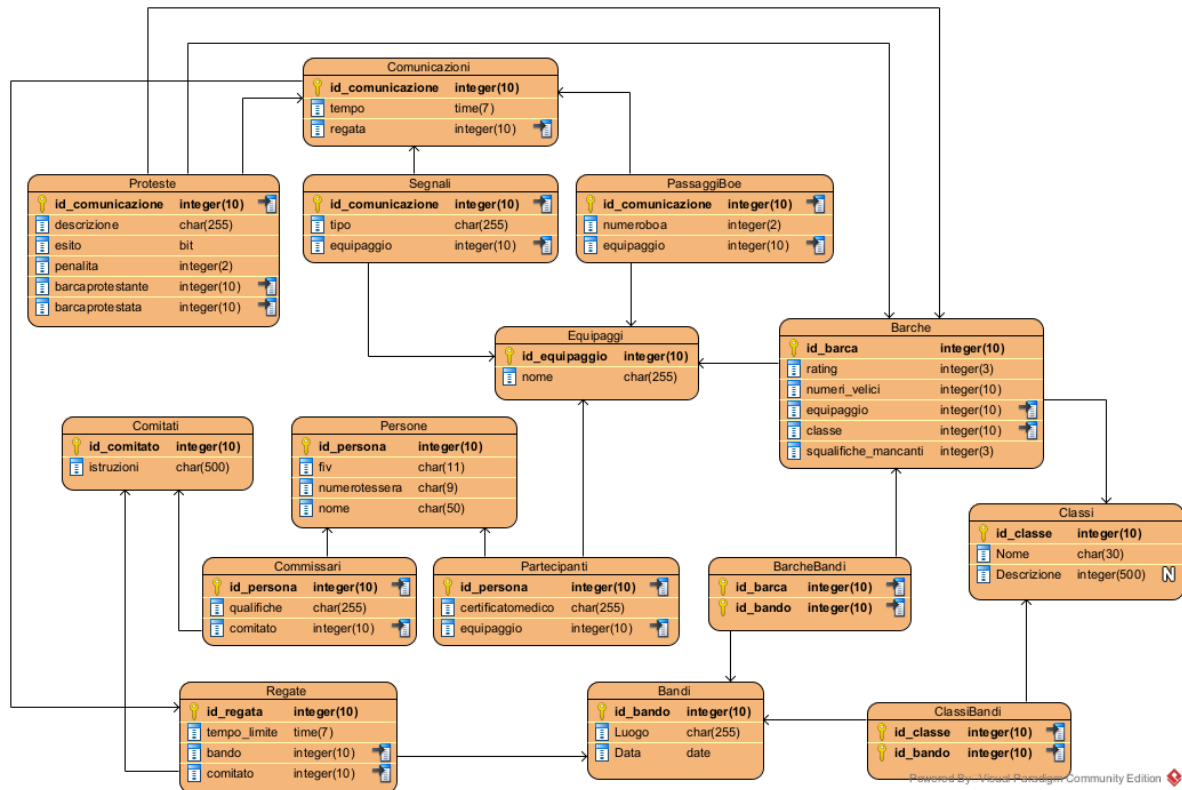 Comunicazioni
id_comunicazione integer(10)
tempo time(7)
regata integer(10)
Proteste
id_comunicazione integer(10)
descrizione char(255)
esito bit
penalita integer(2)
barcaprotestante integer(10)
barcaprotestata integer(10)
Segnali
id_comunicazione integer(10)
tipo char(255)
equipaggio integer(10)
PassaggiBoe
id_comunicazione integer(10)
numeroboa integer(2)
equipaggio integer(10)
Equipaggi
id_equipaggio integer(10)
nome char(255)
Barche
id_barca integer(10)
rating integer(3)
numeri_velici integer(10)
equipaggio integer(10)
classe integer(10)
squalifiche_mancanti integer(3)
Comitati
id_comitato integer(10)
istruzioni char(500)
Persone
id_persona integer(10)
fiv char(11)
numerotessera char(9)
nome char(50)
Classi
id_classe integer(10)
Nome char(30)
Descrizione integer(500) N
Commissari
id_persona integer(10)
qualifiche char(255)
comitato integer(10)
Partecipanti
id_persona integer(10)
certificatomedico char(255)
equipaggio integer(10)
BarcheBandi
id_barca integer(10)
id_bando integer(10)
Regate
id_regata integer(10)
tempo_limite time(7)
bando integer(10)
comitato integer(10)
Bandi
id_bando integer(10)
Luogo char(255)
Data date
ClassiBandi
id_classe integer(10)
id_bando integer(10)
Powered By: Visual Paradigm Community Edition